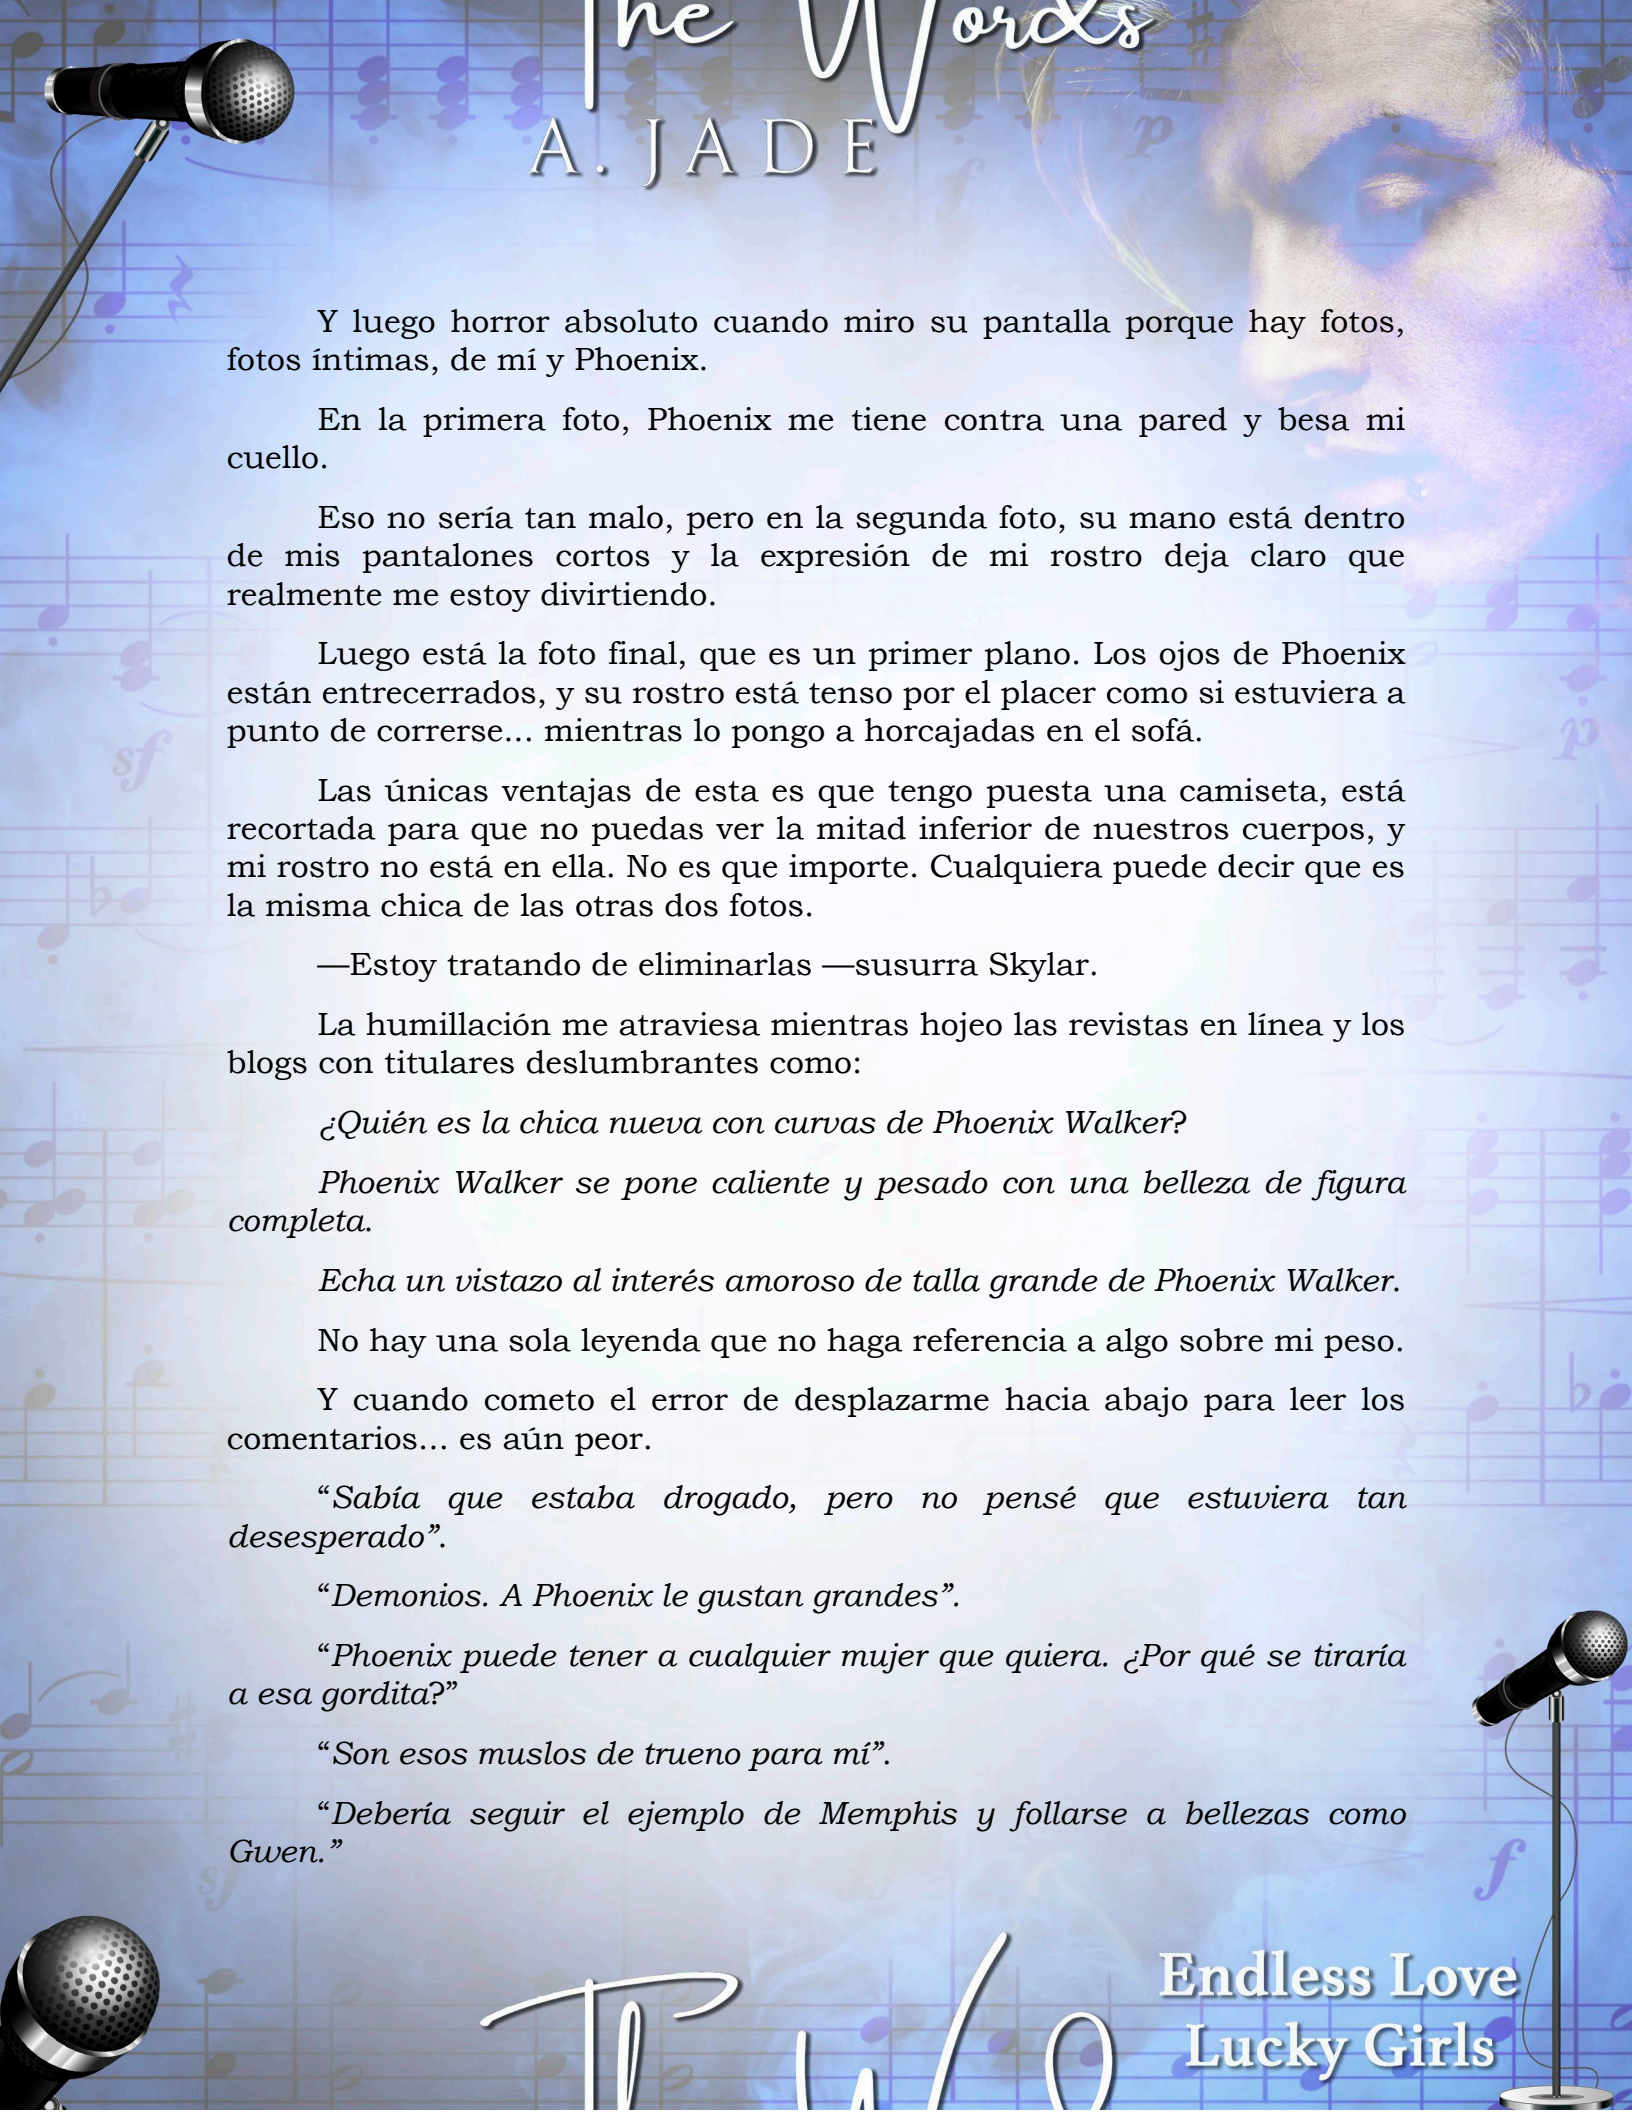 The Words
A. JADE
Y luego horror absoluto cuando miro su pantalla porque hay fotos,
fotos íntimas, de mí y Phoenix.
En la primera foto, Phoenix me tiene contra una pared y besa mi
cuello.
Eso no sería tan malo, pero en la segunda foto, su mano está dentro
de mis pantalones cortos y la expresión de mi rostro deja claro que
realmente me estoy divirtiendo.
Luego está la foto final, que es un primer plano. Los ojos de Phoenix
están entrecerrados, y su rostro está tenso por el placer como si estuviera a
punto de correrse… mientras lo pongo a horcajadas en el sofá.
Las únicas ventajas de esta es que tengo puesta una camiseta, está
recortada para que no puedas ver la mitad inferior de nuestros cuerpos, y
mi rostro no está en ella. No es que importe. Cualquiera puede decir que es
la misma chica de las otras dos fotos.
—Estoy tratando de eliminarlas —susurra Skylar.
La humillación me atraviesa mientras hojeo las revistas en línea y los
blogs con titulares deslumbrantes como:
¿Quién es la chica nueva con curvas de Phoenix Walker?
Phoenix Walker se pone caliente y pesado con una belleza de figura
completa.
Echa un vistazo al interés amoroso de talla grande de Phoenix Walker.
No hay una sola leyenda que no haga referencia a algo sobre mi peso.
Y cuando cometo el error de desplazarme hacia abajo para leer los
comentarios… es aún peor.
“Sabía que estaba drogado, pero no pensé que estuviera tan
desesperado”.
“Demonios. A Phoenix le gustan grandes”.
“Phoenix puede tener a cualquier mujer que quiera. ¿Por qué se tiraría
a esa gordita?”
“Son esos muslos de trueno para mí”.
“Debería seguir el ejemplo de Memphis y follarse a bellezas como
Gwen.”
Endless Love
Lucky Girls